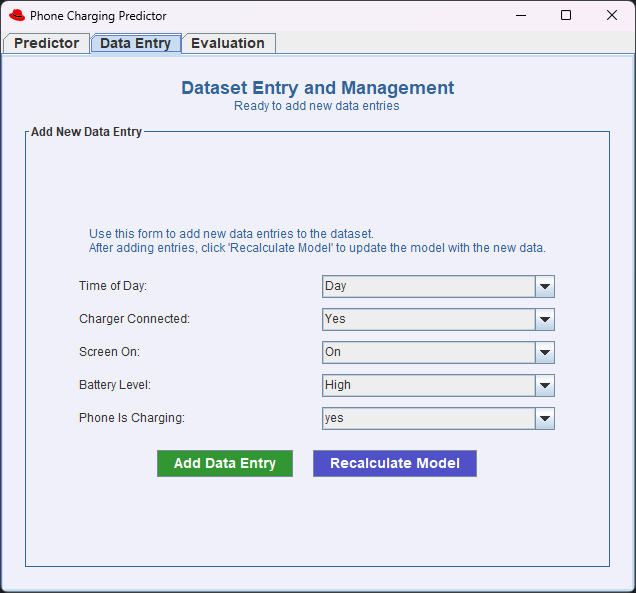 Phone Charging Predictor
Predictor Data Entry Evaluation
Dataset Entry and Management
Ready to add new data entries
Add New Data Entry
Use this form to add new data entries to the dataset.
After adding entries, click 'Recalculate Model' to update the model with the new data.
Time of Day: Day
Charger Connected: Yes
Screen On: On
Battery Level: High
Phone Is Charging: yes
Add Data Entry Recalculate Model